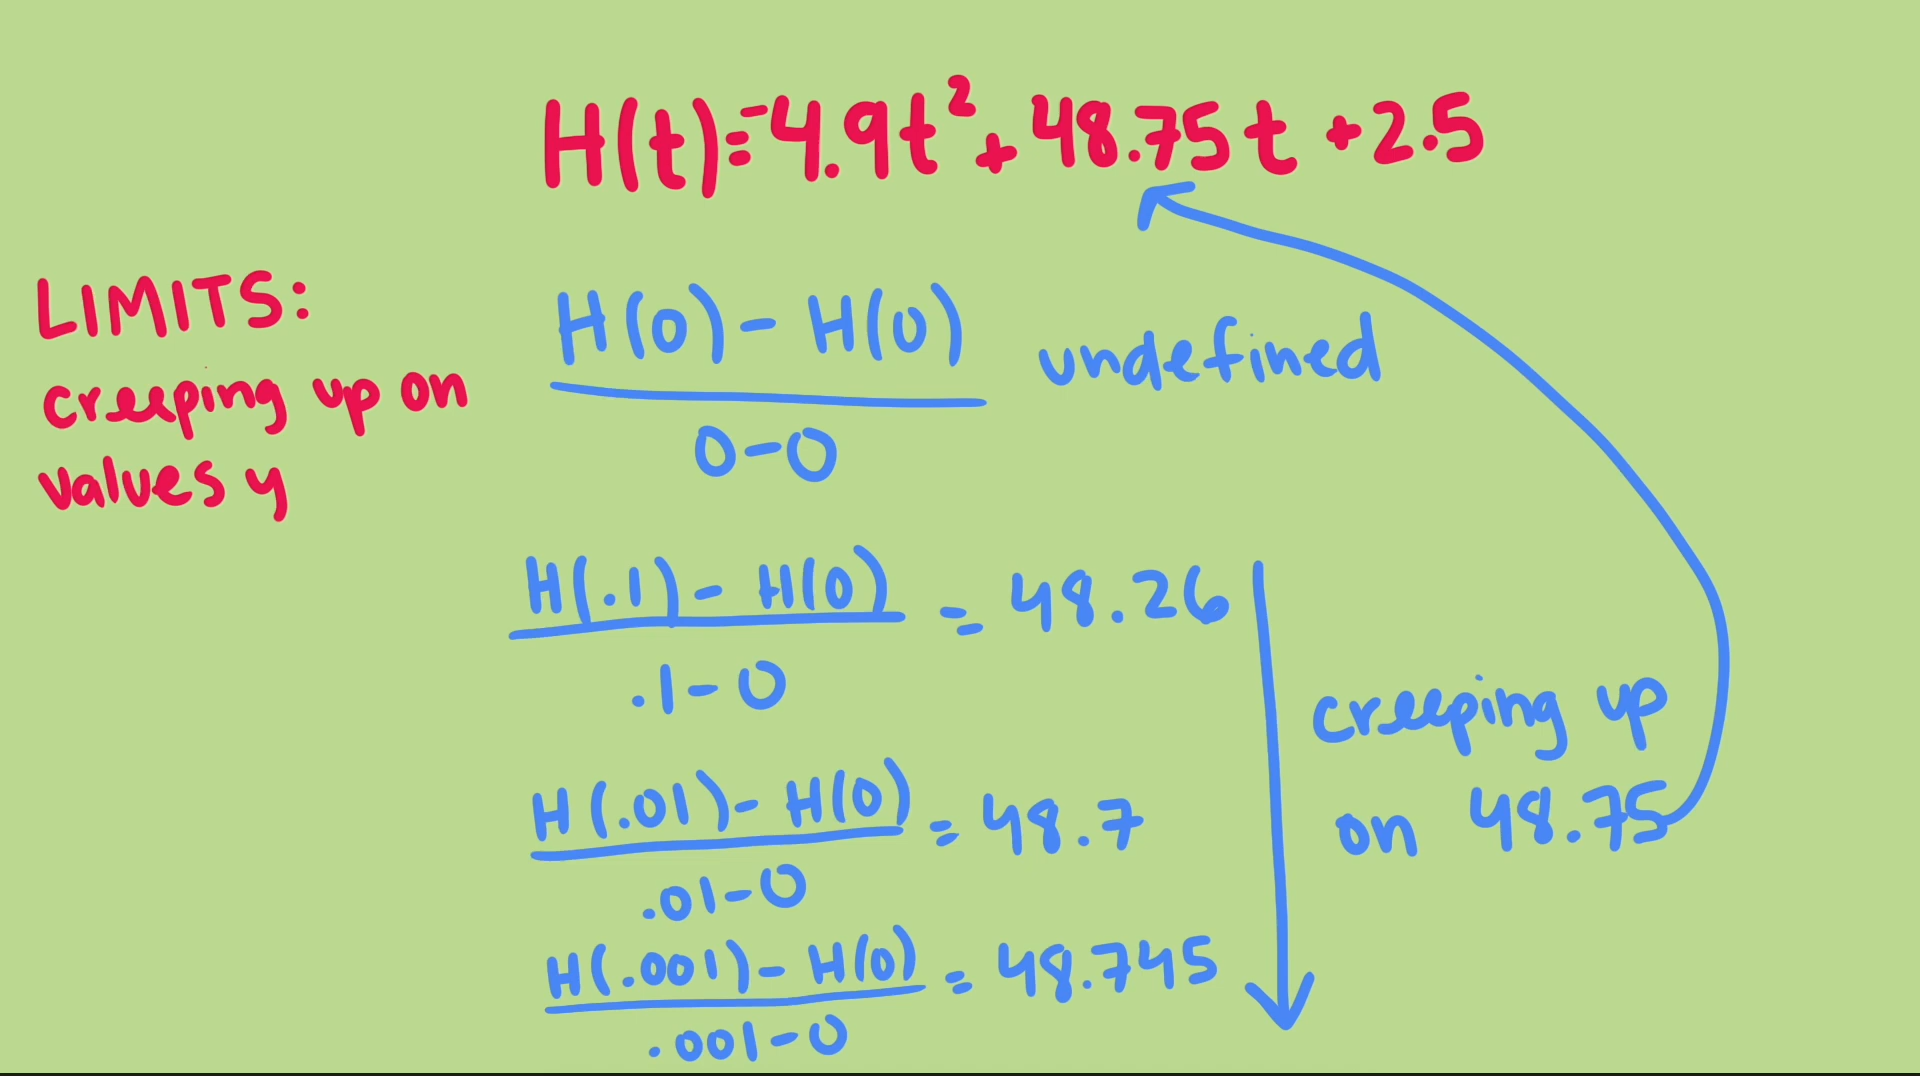 H(t)=-4.9t²+48.75t+2.5
LIMITS:
creeping up on
values y
H(0)-H(0)
0-0
undefined
H(.1)-H(0)
.1-0
= 48.26
H(.01)-H(0)
.01-0
= 48.7
H(.001)-H(0)
.001-0
= 48.745
creeping up
on 48.75